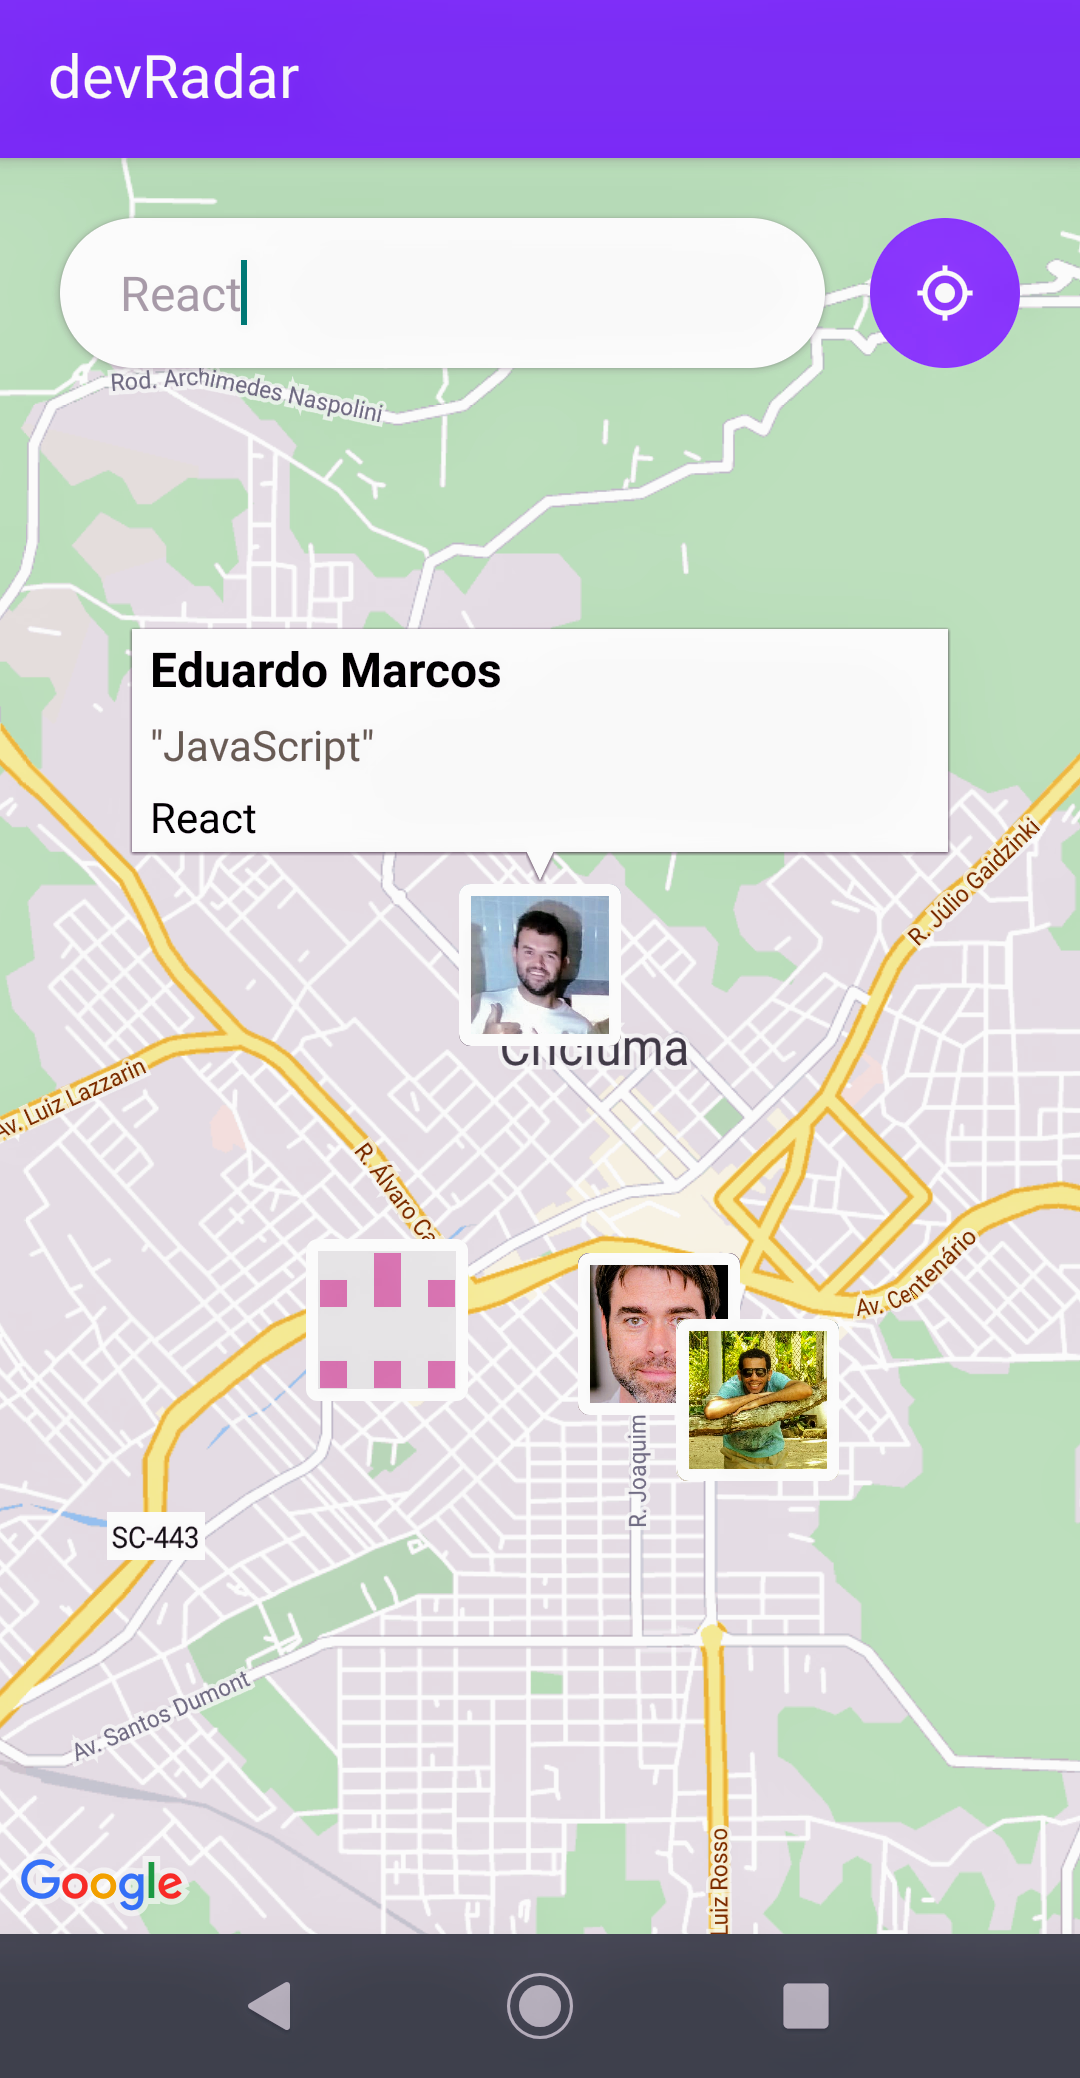 devRadar
React
Rod. Archimedes Naspolini
Eduardo Marcos
"JavaScript"
React
R. Júlio Gaidzinki
Criciúma
Av. Luiz Lazzarin
R. Álvaro Ca
Av. Centenário
R. Joaquim
SC-443
Av. Santos Dumont
Luiz Rosso
Google